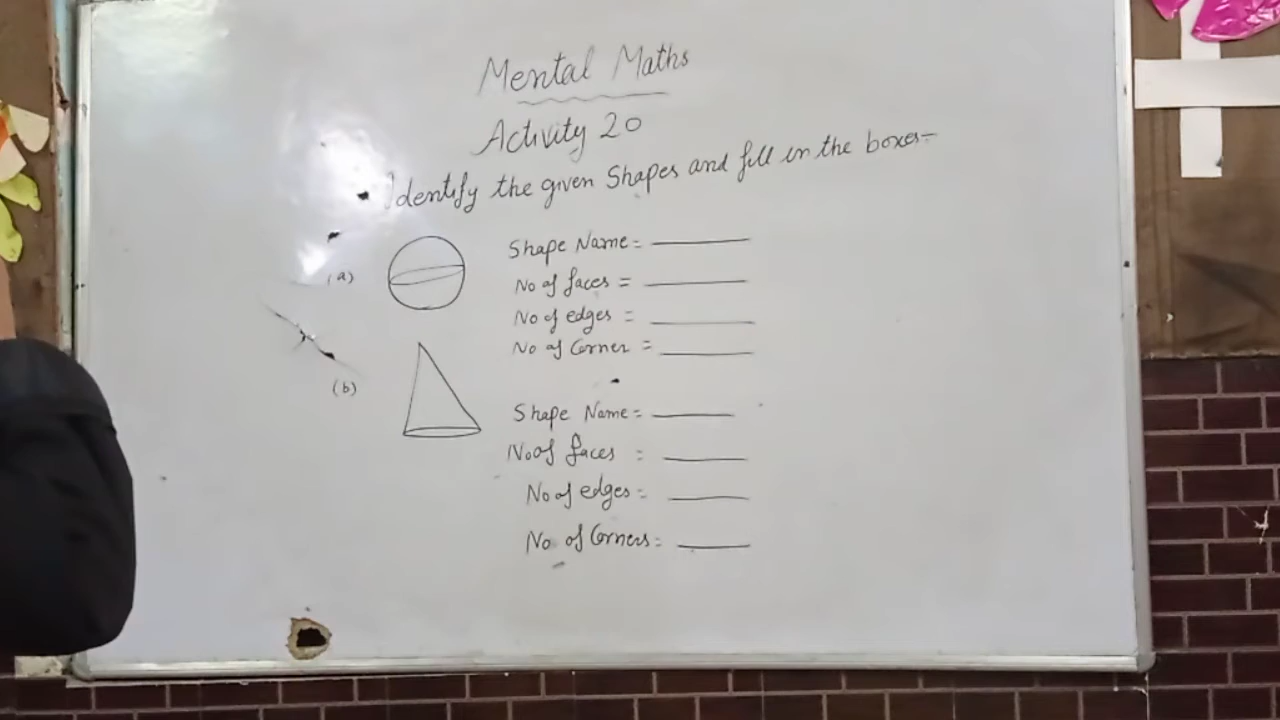 Mental Maths
Activity 20
Identify the given Shapes and fill in the boxes-
(a)
Shape Name=
No of faces =
No of edges =
No of Corner =
(b)
Shape Name=
No of faces =
No of edges=
No of Corners=